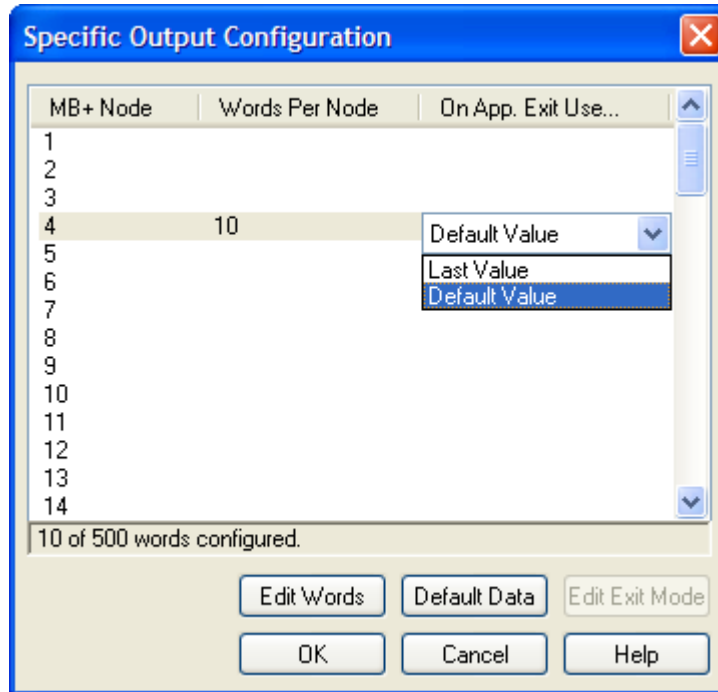 Specific Output Configuration
MB+ Node Words Per Node On App. Exit Use...
1
2
3
4 10 Default Value
5 Last Value
6 Default Value
7
8
9
10
11
12
13
14
10 of 500 words configured.
Edit Words Default Data Edit Exit Mode
OK Cancel Help